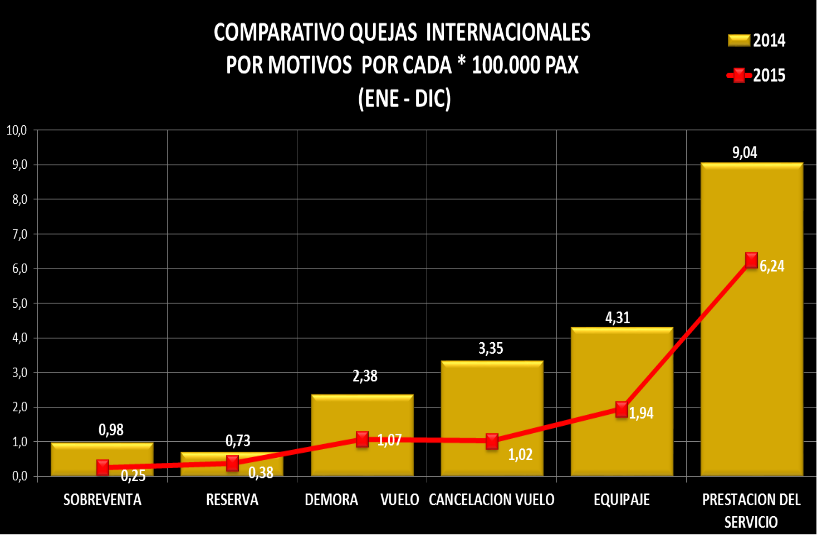 COMPARATIVO QUEJAS INTERNACIONALES
POR MOTIVOS POR CADA * 100.000 PAX
(ENE - DIC)
2014
2015
10,0
9,0
8,0
7,0
6,0
5,0
4,0
3,0
2,0
1,0
0,0
0,98
0,73
2,38
3,35
4,31
9,04
0,25
0,38
1,07
1,02
1,94
6,24
SOBREVENTA
RESERVA
DEMORA VUELO
CANCELACION VUELO
EQUIPAJE
PRESTACION DEL
SERVICIO